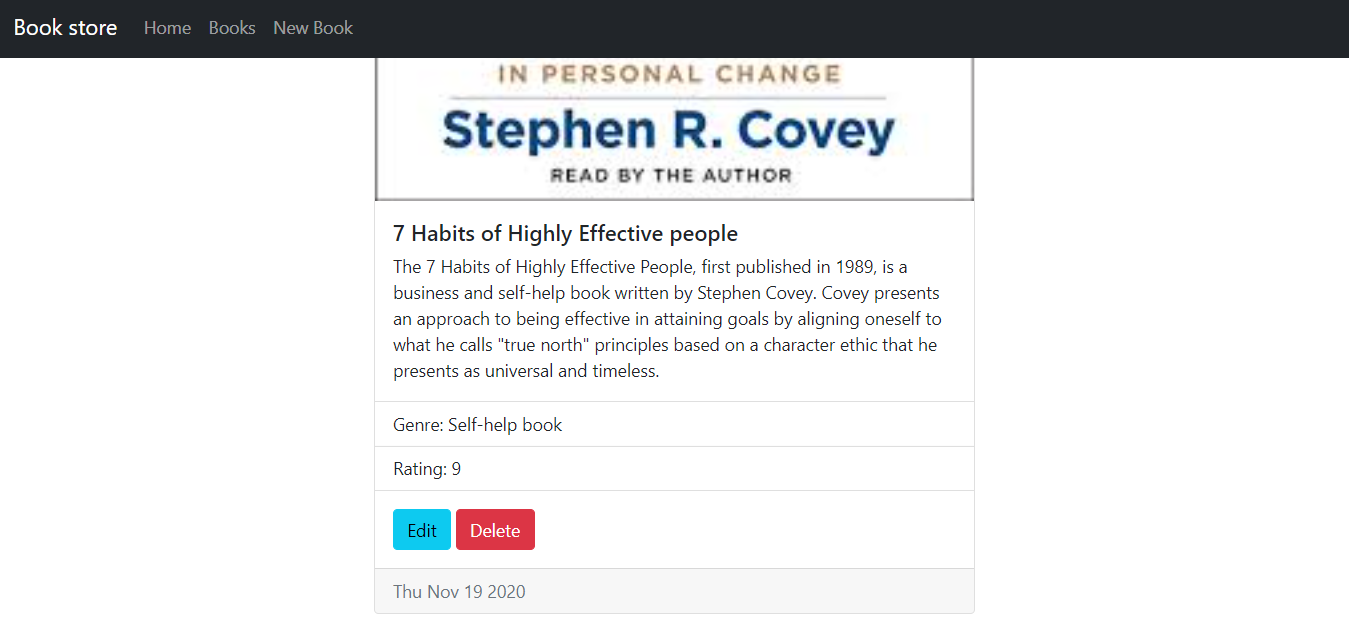 Book store Home Books New Book
IN PERSONAL CHANGE
Stephen R. Covey
READ BY THE AUTHOR
7 Habits of Highly Effective people
The 7 Habits of Highly Effective People, first published in 1989, is a
business and self-help book written by Stephen Covey. Covey presents
an approach to being effective in attaining goals by aligning oneself to
what he calls "true north" principles based on a character ethic that he
presents as universal and timeless.
Genre: Self-help book
Rating: 9
Edit Delete
Thu Nov 19 2020